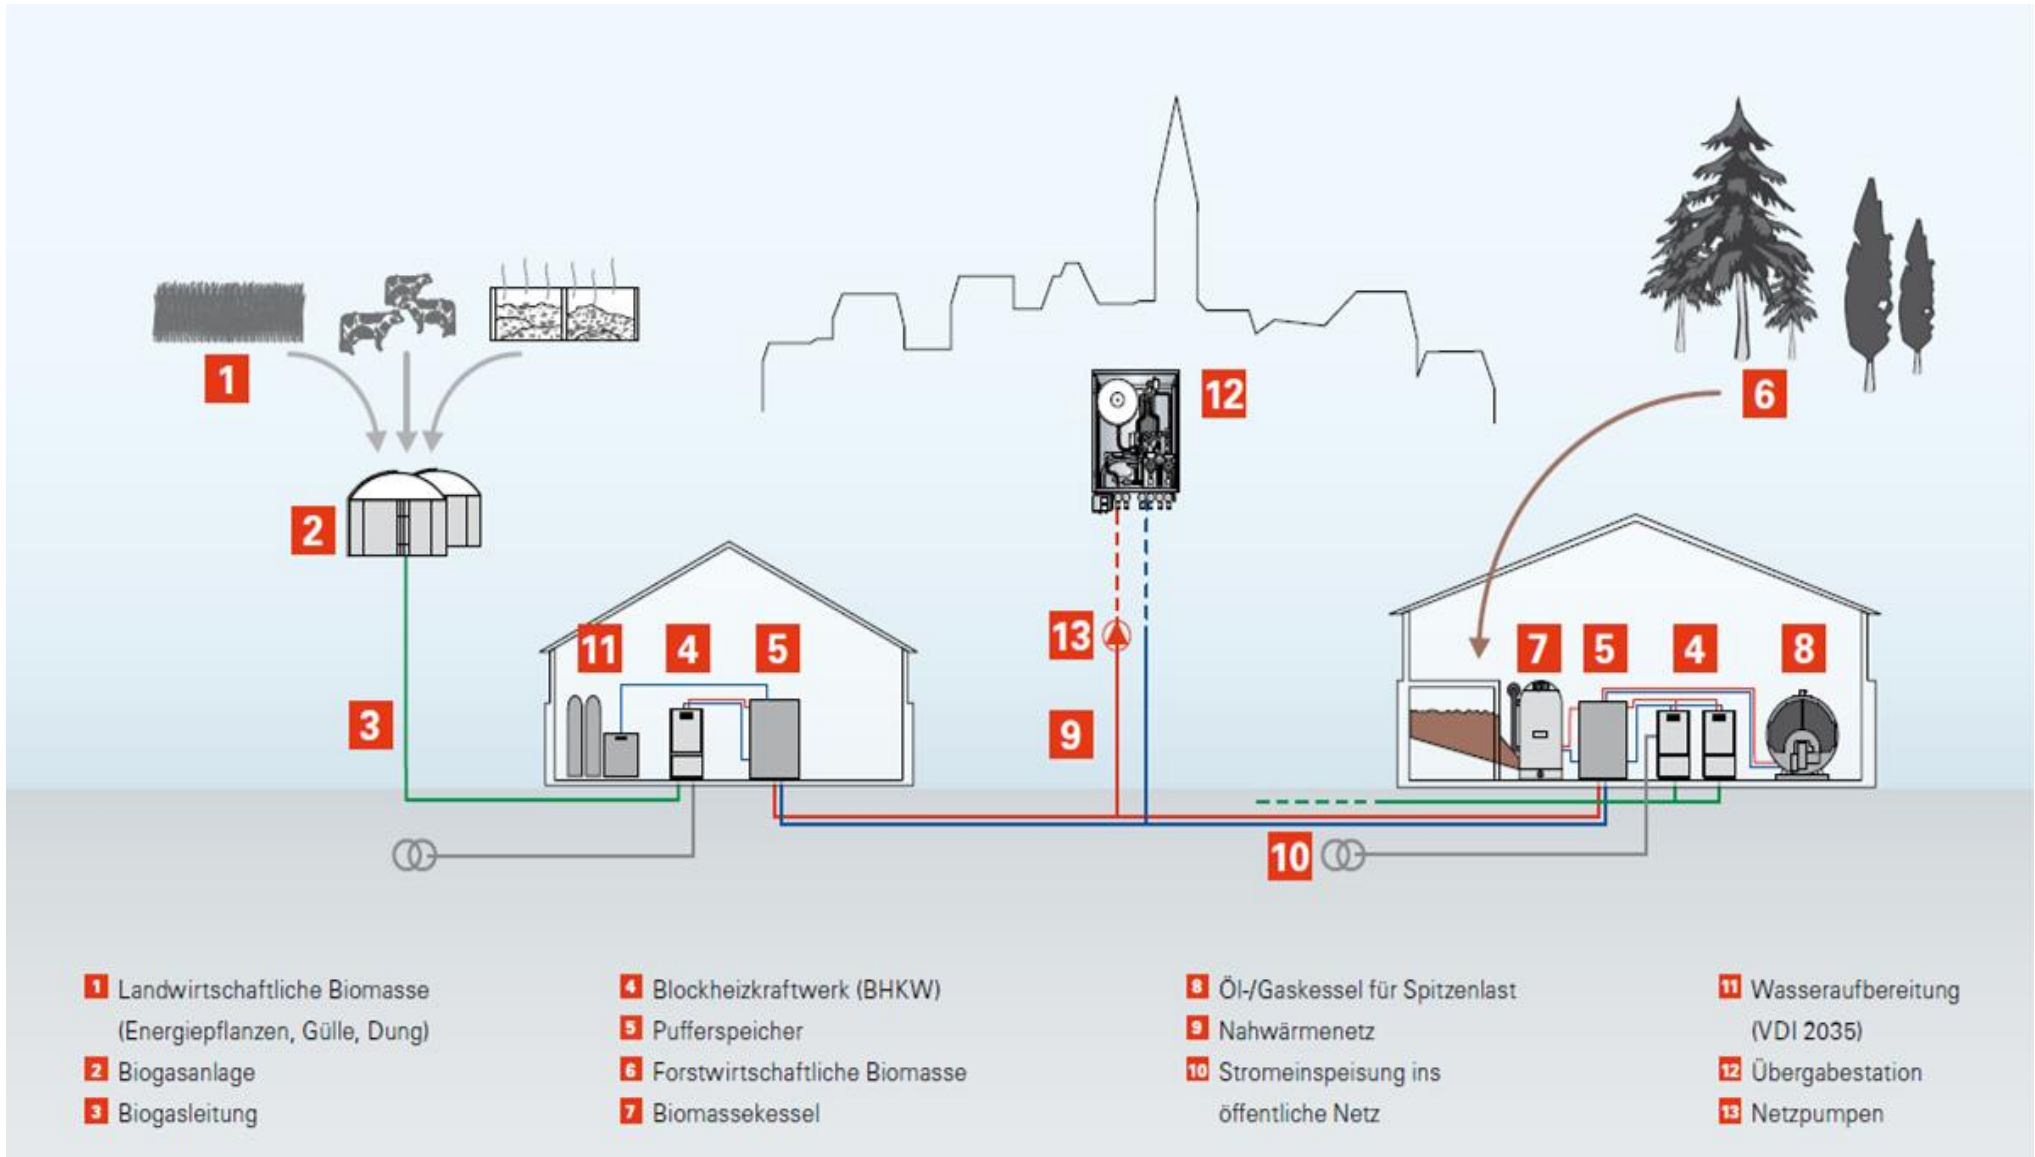 1
12
6
2
13
11
4
5
7
5
4
8
3
9
10
1 Landwirtschaftliche Biomasse
(Energiepflanzen, Gülle, Dung)
2 Biogasanlage
3 Biogasleitung
4 Blockheizkraftwerk (BHKW)
5 Pufferspeicher
6 Forstwirtschaftliche Biomasse
7 Biomassekessel
8 Öl-/Gaskessel für Spitzenlast
9 Nahwärmenetz
10 Stromeinspeisung ins
öffentliche Netz
11 Wasseraufbereitung
(VDI 2035)
12 Übergabestation
13 Netzpumpen